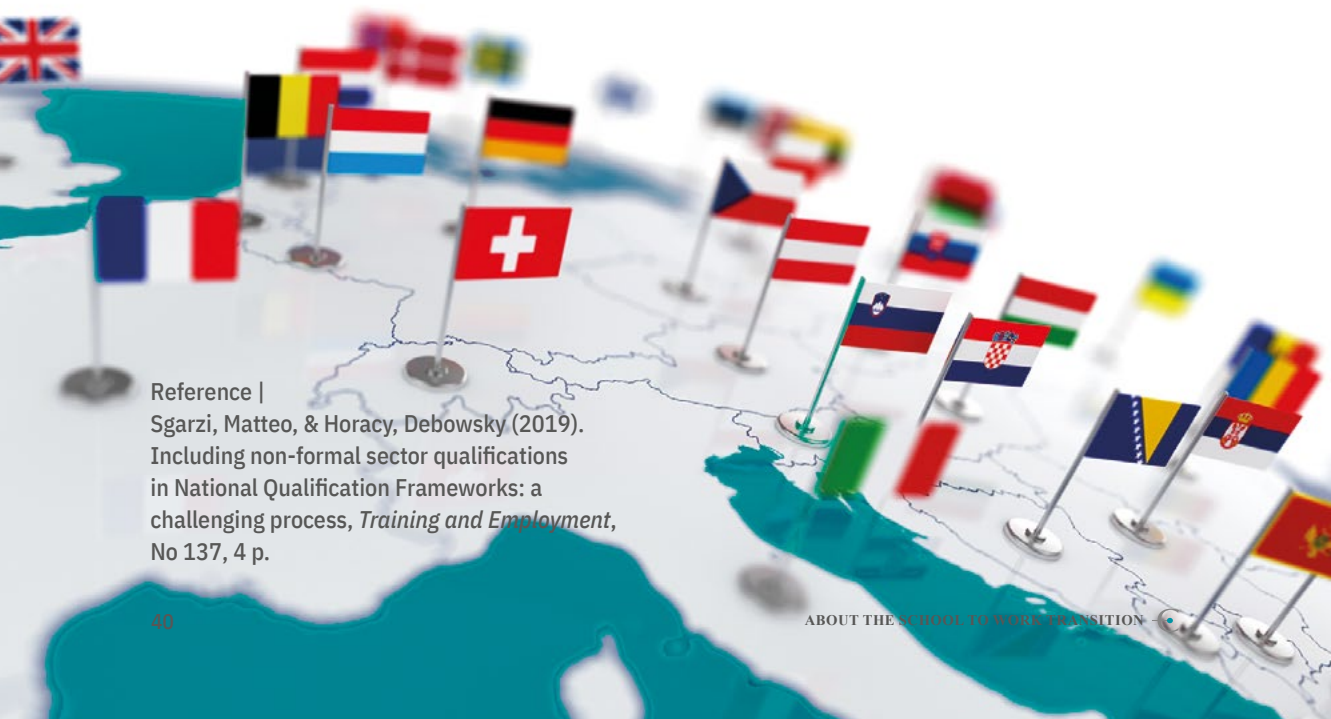 Reference |
Sgarzi, Matteo, & Horacy, Debowsky (2019).
Including non-formal sector qualifications
in National Qualification Frameworks: a
challenging process, Training and Employment,
No 137, 4 p.
40
ABOUT THE SCHOOL TO WORK TRANSITION